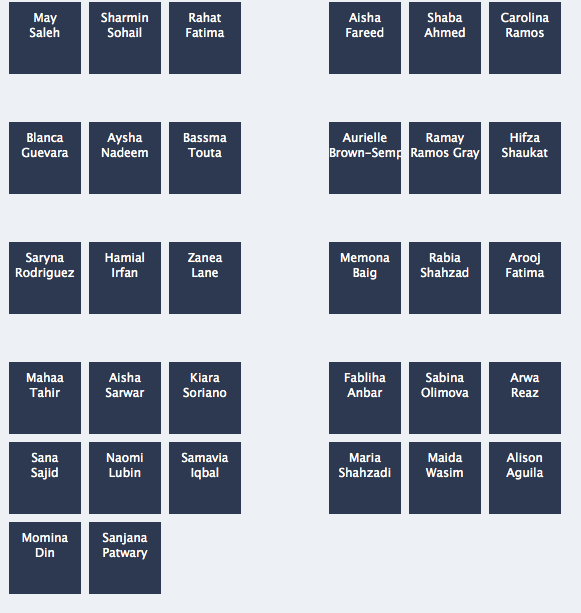 May
Saleh
Sharmin
Sohail
Rahat
Fatima
Aisha
Fareed
Shaba
Ahmed
Carolina
Ramos
Blanca
Guevara
Aysha
Nadeem
Bassma
Touta
Aurielle
Brown-Semp
Ramay
Ramos Gray
Hifza
Shaukat
Saryna
Rodriguez
Hamial
Irfan
Zanea
Lane
Memona
Baig
Rabia
Shahzad
Arooj
Fatima
Mahaa
Tahir
Aisha
Sarwar
Kiara
Soriano
Fabliha
Anbar
Sabina
Olimova
Arwa
Reaz
Sana
Sajid
Naomi
Lubin
Samavia
Iqbal
Maria
Shahzadi
Maida
Wasim
Alison
Aguila
Momina
Din
Sanjana
Patwary